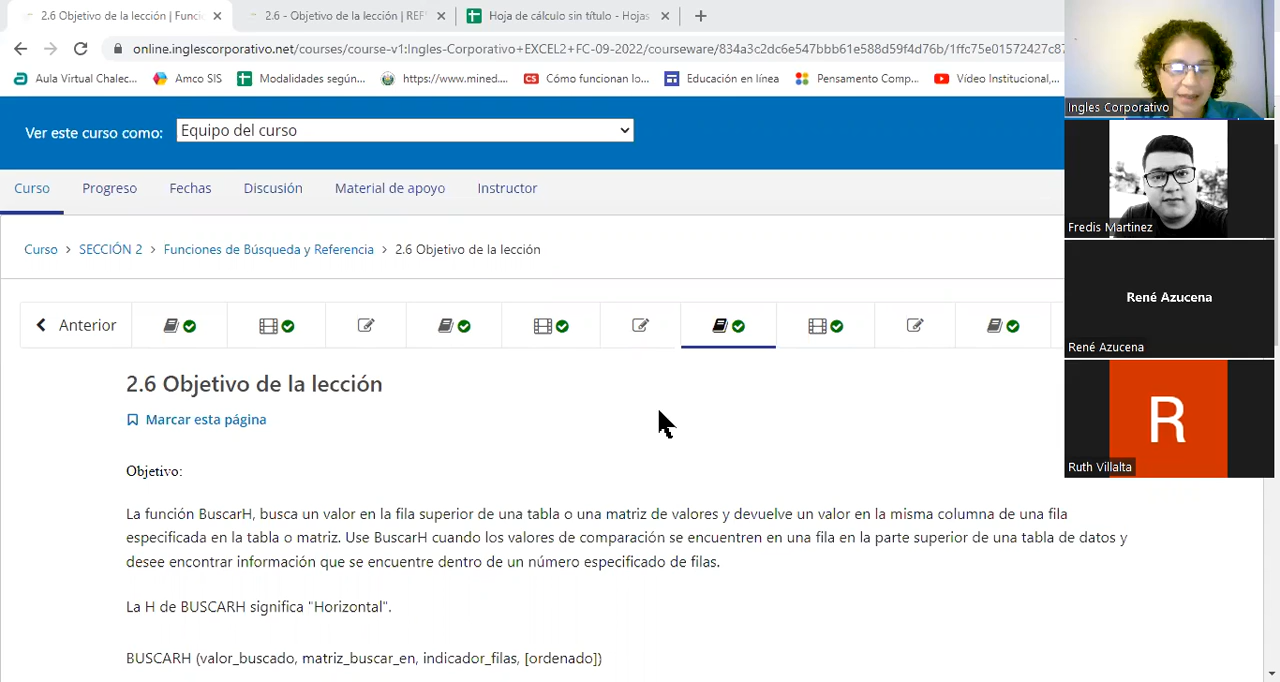 2.6 Objetivo de la lección | Funci
2.6 - Objetivo de la lección | REF
Hoja de cálculo sin título - Hojas
online.inglescorporativo.net/courses/course-v1:Ingles-Corporativo+EXCEL2+FC-09-2022/courseware/834a3c2dc6e547bbb61e588d59f4d76b/1ffc75e01572427c87
Aula Virtual Chalec...
Amco SIS
Modalidades según...
https://www.mined....
CS Cómo funcionan lo...
Educación en línea
Pensamento Comp...
Vídeo Institucional,...
Ver este curso como:
Equipo del curso
Curso
Progreso
Fechas
Discusión
Material de apoyo
Instructor
Curso > SECCIÓN 2 > Funciones de Búsqueda y Referencia > 2.6 Objetivo de la lección
Anterior
2.6 Objetivo de la lección
Marcar esta página
Objetivo:
La función BuscarH, busca un valor en la fila superior de una tabla o una matriz de valores y devuelve un valor en la misma columna de una fila
especificada en la tabla o matriz. Use BuscarH cuando los valores de comparación se encuentren en una fila en la parte superior de una tabla de datos y
desee encontrar información que se encuentre dentro de un número especificado de filas.
La H de BUSCARH significa "Horizontal".
BUSCARH (valor_buscado, matriz_buscar_en, indicador_filas, [ordenado])
Ingles Corporativo
Fredis Martinez
René Azucena
René Azucena
R
Ruth Villalta